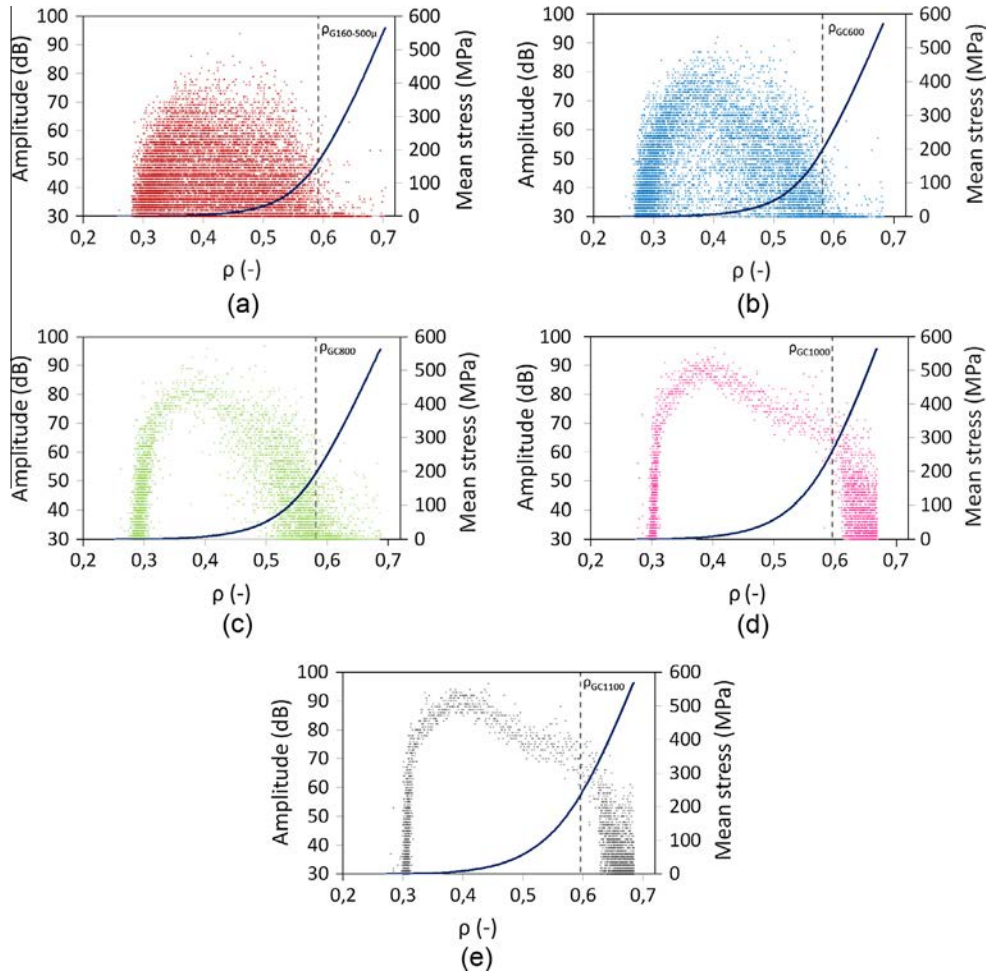 100 600
90 500
80 400
70 300
60 200
50 100
40 0
30
Amplitude (dB)
Mean stress (MPa)
ρG160-500μ
0,2 0,3 0,4 0,5 0,6 0,7
ρ (-)
(a)
100 600
90 500
80 400
70 300
60 200
50 100
40 0
30
Amplitude (dB)
Mean stress (MPa)
ρGC600
0,2 0,3 0,4 0,5 0,6 0,7
ρ (-)
(b)
100 600
90 500
80 400
70 300
60 200
50 100
40 0
30
Amplitude (dB)
Mean stress (MPa)
ρGC800
0,2 0,3 0,4 0,5 0,6 0,7
ρ (-)
(c)
100 600
90 500
80 400
70 300
60 200
50 100
40 0
30
Amplitude (dB)
Mean stress (MPa)
ρGC1000
0,2 0,3 0,4 0,5 0,6 0,7
ρ (-)
(d)
100 600
90 500
80 400
70 300
60 200
50 100
40 0
30
Amplitude (dB)
Mean stress (MPa)
ρGC1100
0,2 0,3 0,4 0,5 0,6 0,7
ρ (-)
(e)